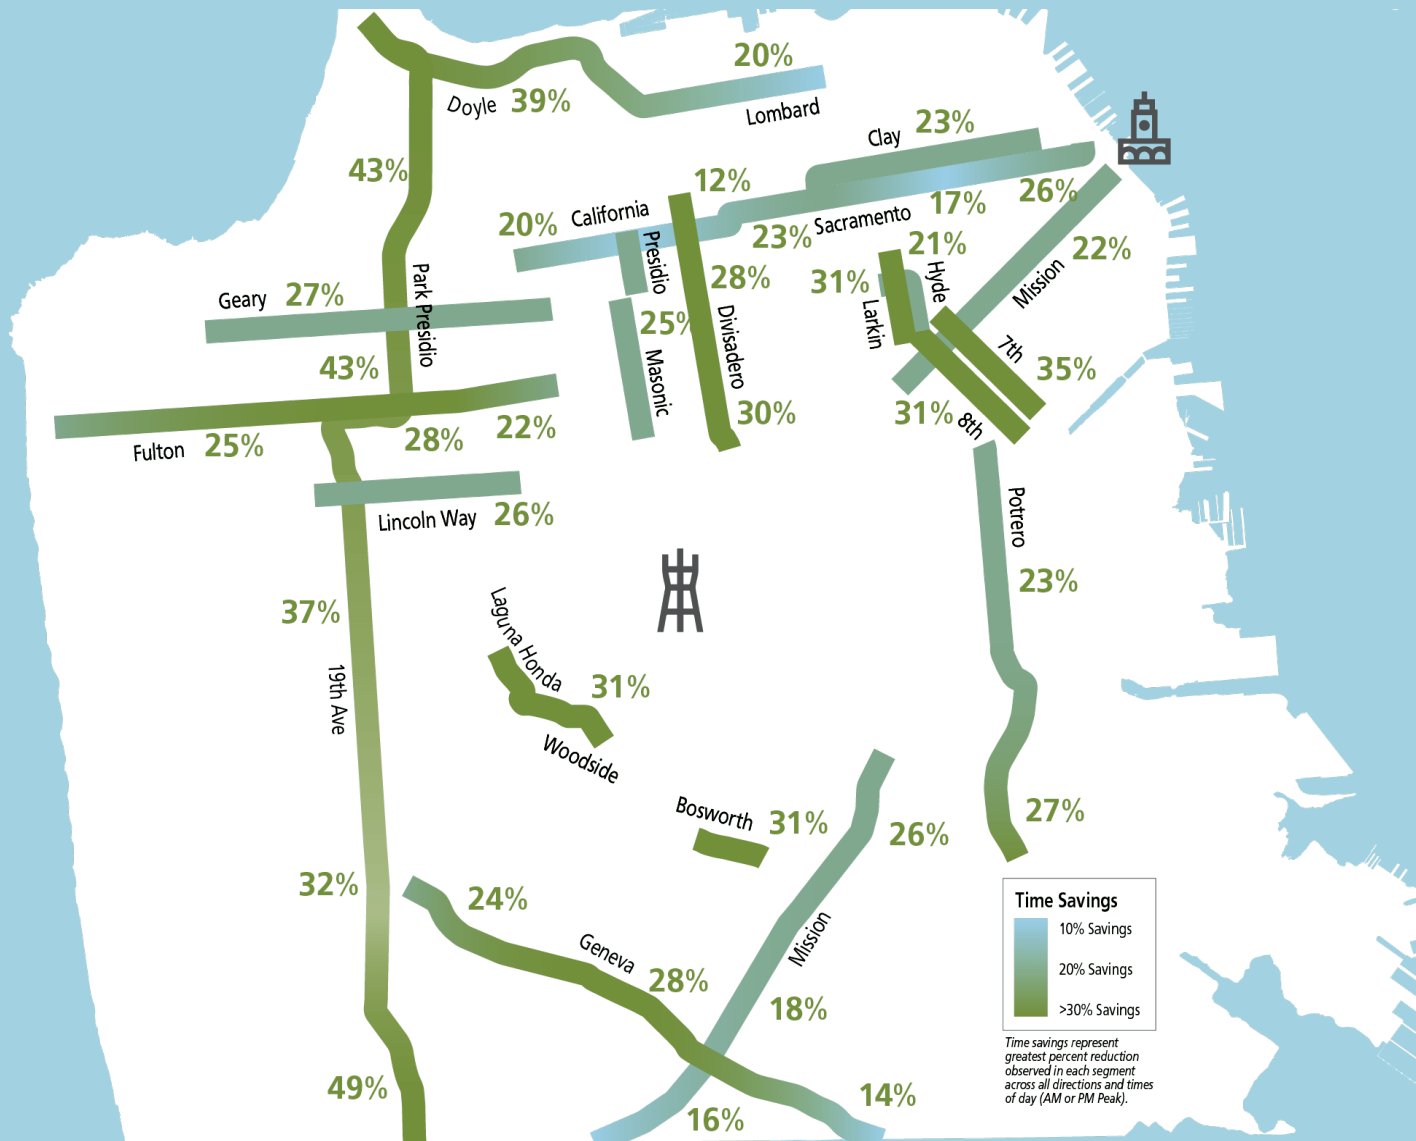 20%
Doyle
39%
Lombard
Clay
23%
43%
12%
20%
California
26%
17%
Sacramento
23%
21%
22%
Presidio
28%
31%
Hyde
Mission
Geary
27%
Park Presidio
Larkin
25%
Divisadero
7th
35%
43%
Masonic
30%
31%
8th
Fulton
25%
28%
22%
Lincoln Way
26%
Potrero
23%
37%
Laguna Honda
31%
19th Ave
Woodside
Bosworth
31%
26%
27%
32%
24%
Mission
Geneva
28%
18%
49%
14%
16%
Time Savings
10% Savings
20% Savings
>30% Savings
Time savings represent
greatest percent reduction
observed in each segment
across all directions and times
of day (AM or PM Peak).